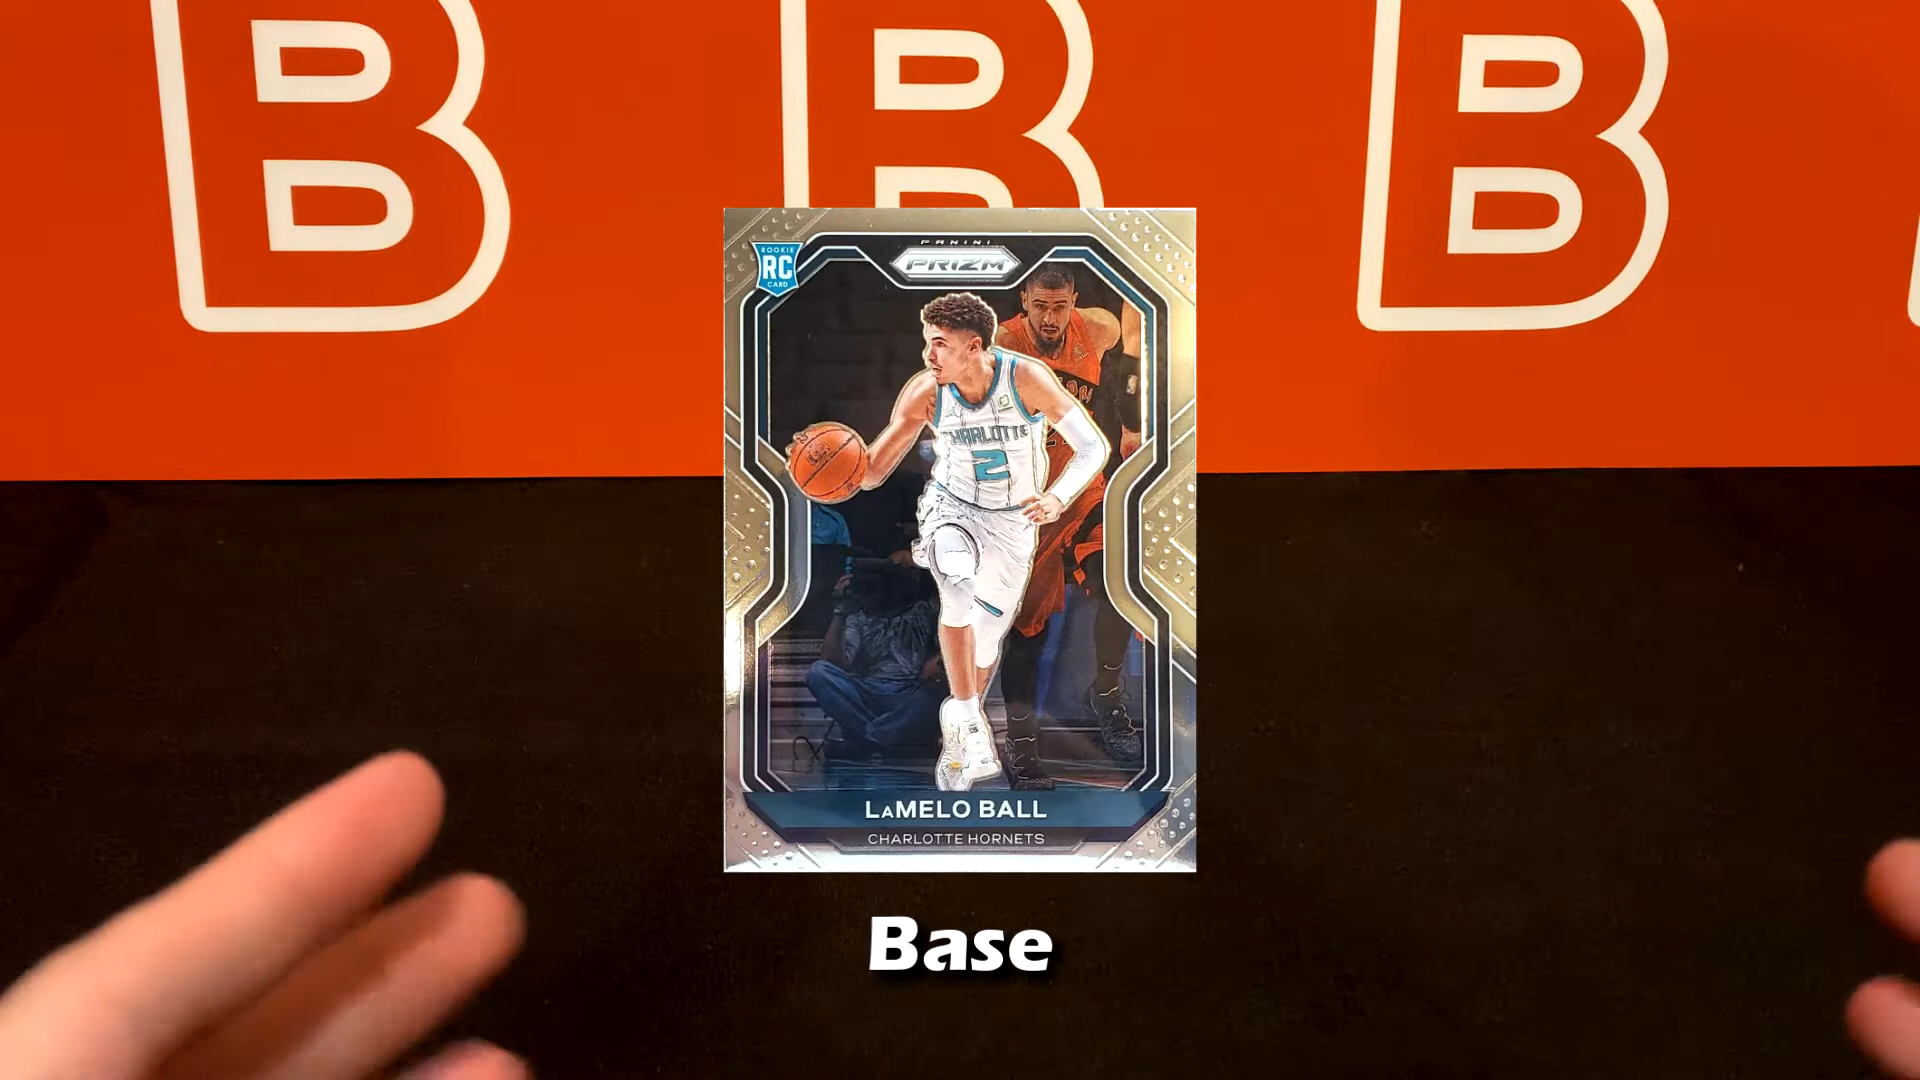 B B B
PANINI
PRIZM
ROOKIE
RC
CARD
CHARLOTTE
2
LaMELO BALL
CHARLOTTE HORNETS
Base